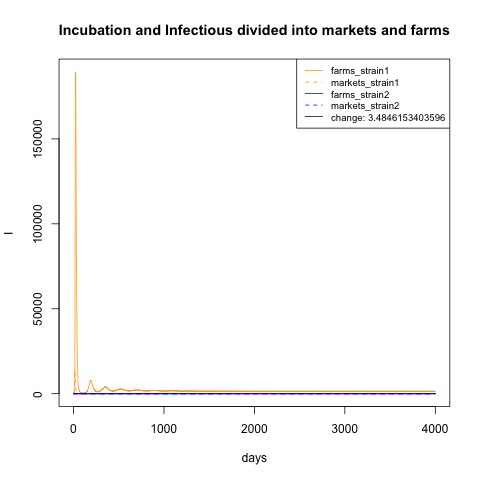 Incubation and Infectious divided into markets and farms
farms_strain1
markets_strain1
farms_strain2
markets_strain2
change: 3.4846153403596
150000
100000
50000
0
I
0 1000 2000 3000 4000
days